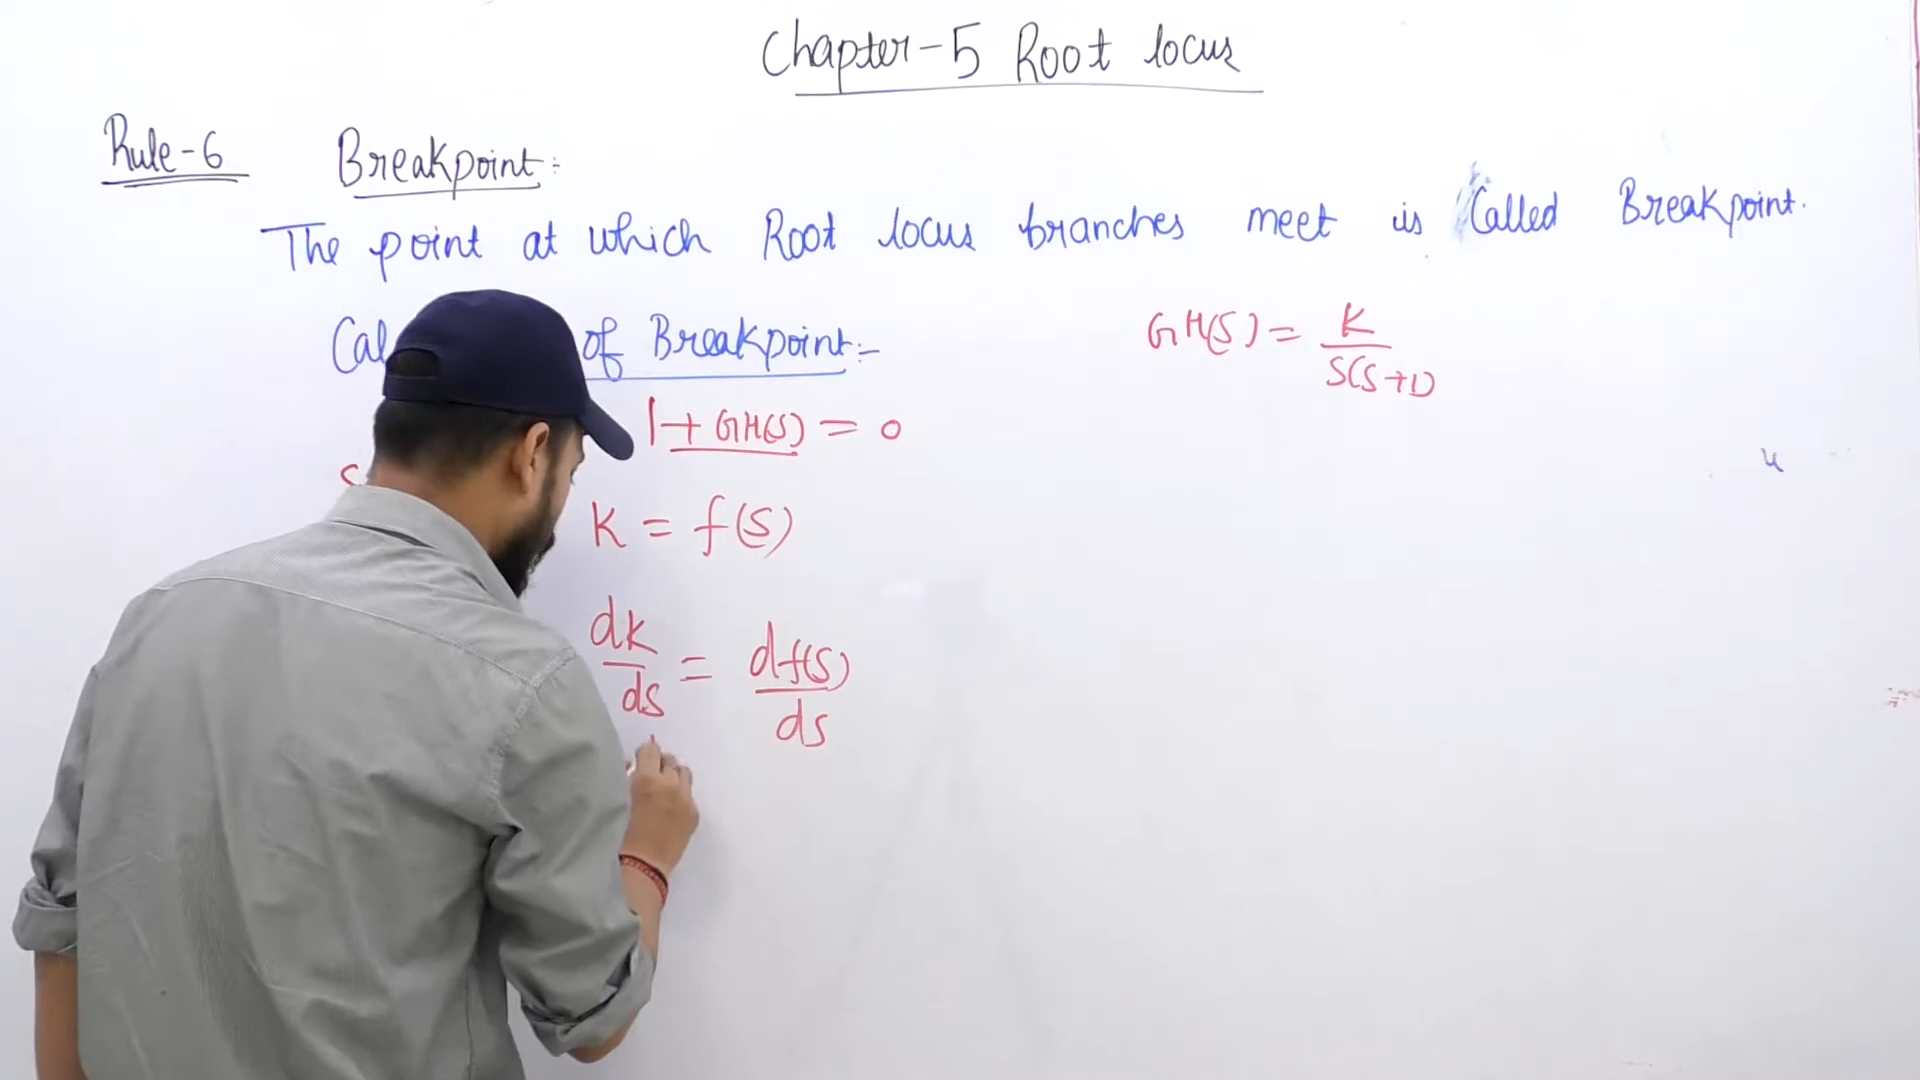 Chapter-5 Root locus
Rule-6 Breakpoint:-
The point at which Root locus branches meet is Called Breakpoint.
of Breakpoint:-
GH(S) = K / S(S+1)
1 + GH(S) = 0
K = f(S)
dK/ds = df(S)/ds